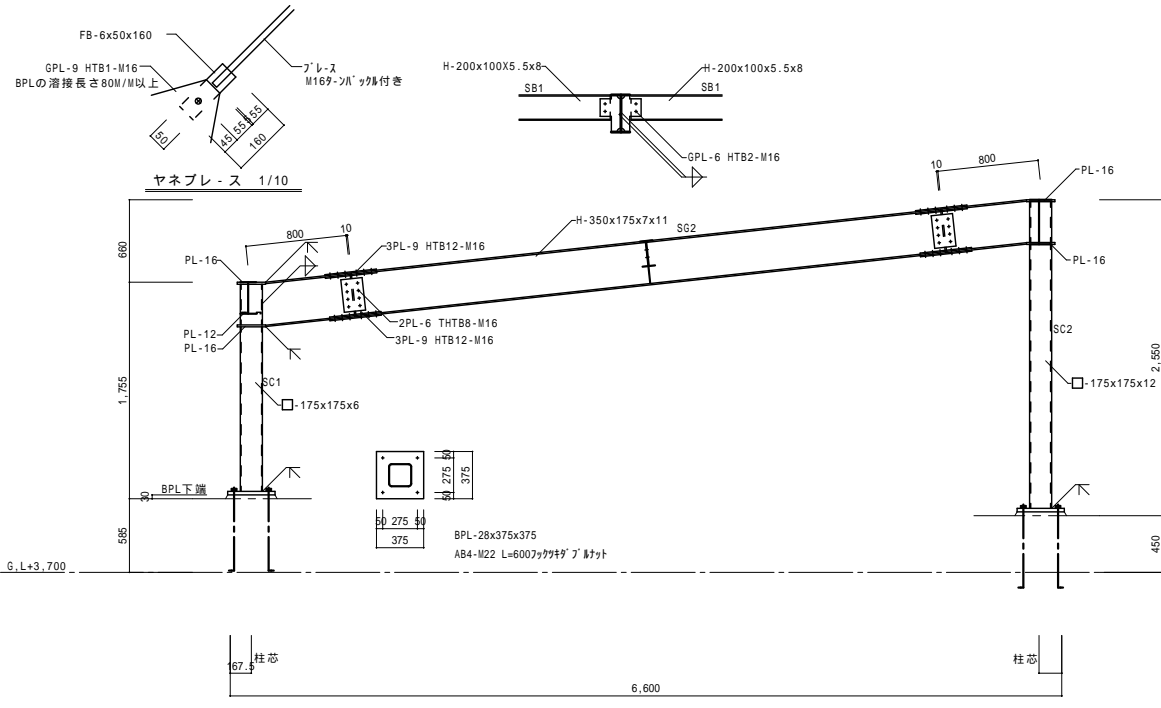 FB-6x50x160
GPL-9 HTB1-M16
BPLの溶接長さ80M/M以上
ブレース
M16ターンバックル付き
50
45
55
55
5
160
ヤネブレ-ス 1/10
H-200x100X5.5x8
H-200x100x5.5x8
SB1
SB1
GPL-6 HTB2-M16
10
800
PL-16
660
800
10
H-350x175x7x11
SG2
3PL-9 HTB12-M16
PL-16
PL-16
2PL-6 THTB8-M16
PL-12
3PL-9 HTB12-M16
PL-16
SC2
2,550
1,755
SC1
□-175x175x6
□-175x175x12
50
275
50
375
30
BPL下端
50 275 50
375
585
BPL-28x375x375
AB4-M22 L=600フックツキダブルナット
450
G.L+3,700
167.5
柱芯
柱芯
6,600